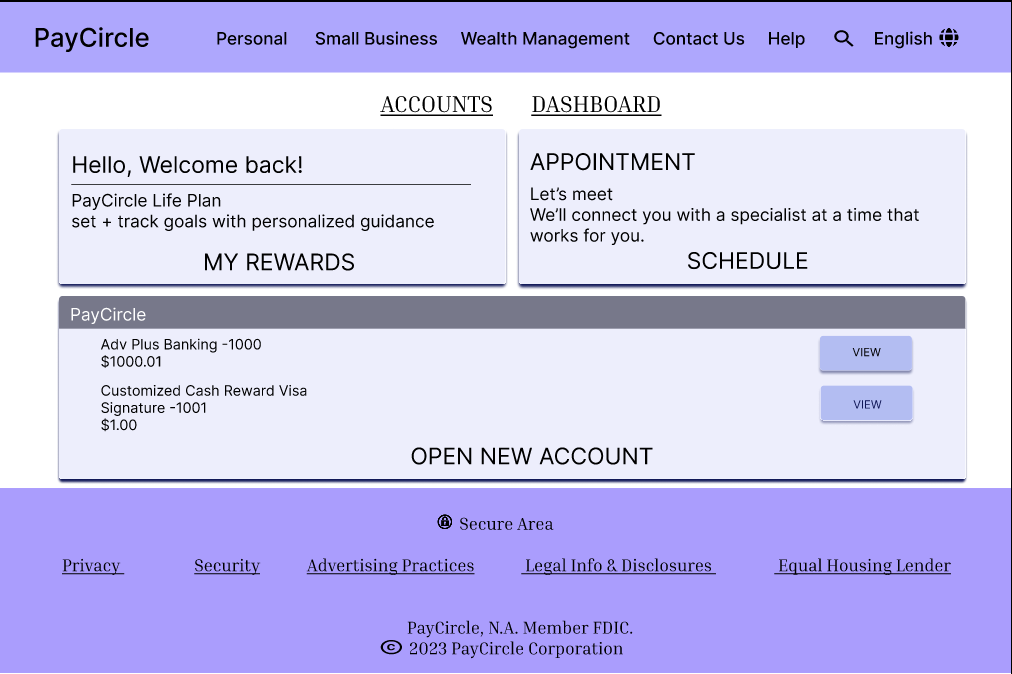 PayCircle Personal Small Business Wealth Management Contact Us Help English
ACCOUNTS DASHBOARD
Hello, Welcome back!
PayCircle Life Plan
set + track goals with personalized guidance
MY REWARDS
APPOINTMENT
Let’s meet
We’ll connect you with a specialist at a time that
works for you.
SCHEDULE
PayCircle
Adv Plus Banking -1000
$1000.01
VIEW
Customized Cash Reward Visa
Signature -1001
$1.00
VIEW
OPEN NEW ACCOUNT
Secure Area
Privacy Security Advertising Practices Legal Info & Disclosures Equal Housing Lender
PayCircle, N.A. Member FDIC.
© 2023 PayCircle Corporation